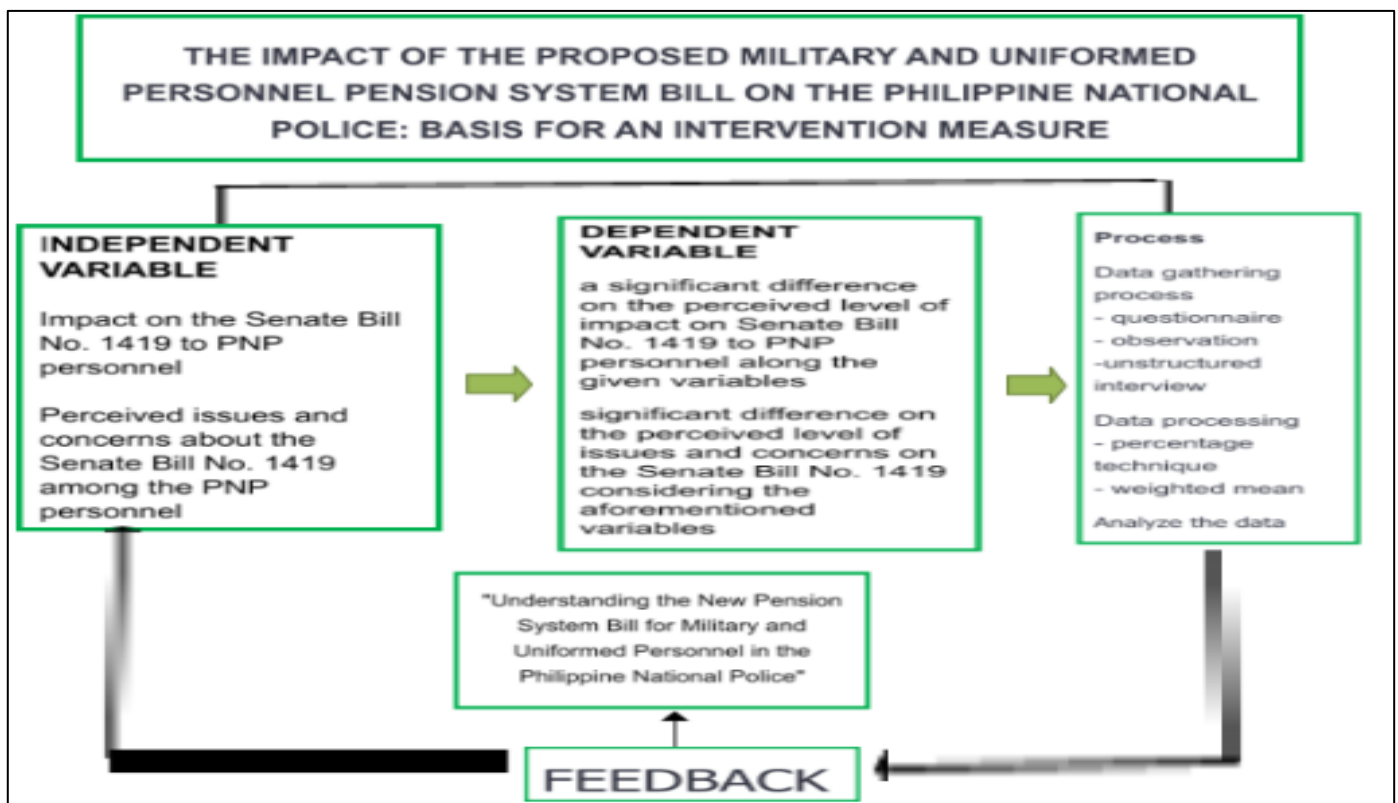 THE IMPACT OF THE PROPOSED MILITARY AND UNIFORMED
PERSONNEL PENSION SYSTEM BILL ON THE PHILIPPINE NATIONAL
POLICE: BASIS FOR AN INTERVENTION MEASURE
INDEPENDENT
VARIABLE
Impact on the Senate Bill
No. 1419 to PNP
personnel
Perceived issues and
concerns about the
Senate Bill No. 1419
among the PNP
personnel
DEPENDENT
VARIABLE
a significant difference
on the perceived level of
impact on Senate Bill
No. 1419 to PNP
personnel along the
given variables
significant difference on
the perceived level of
issues and concerns on
the Senate Bill No. 1419
considering the
aforementioned
variables
Process
Data gathering
process
- questionnaire
- observation
-unstructured
interview
Data processing
- percentage
technique
- weighted mean
Analyze the data
"Understanding the New Pension
System Bill for Military and
Uniformed Personnel in the
Philippine National Police"
FEEDBACK